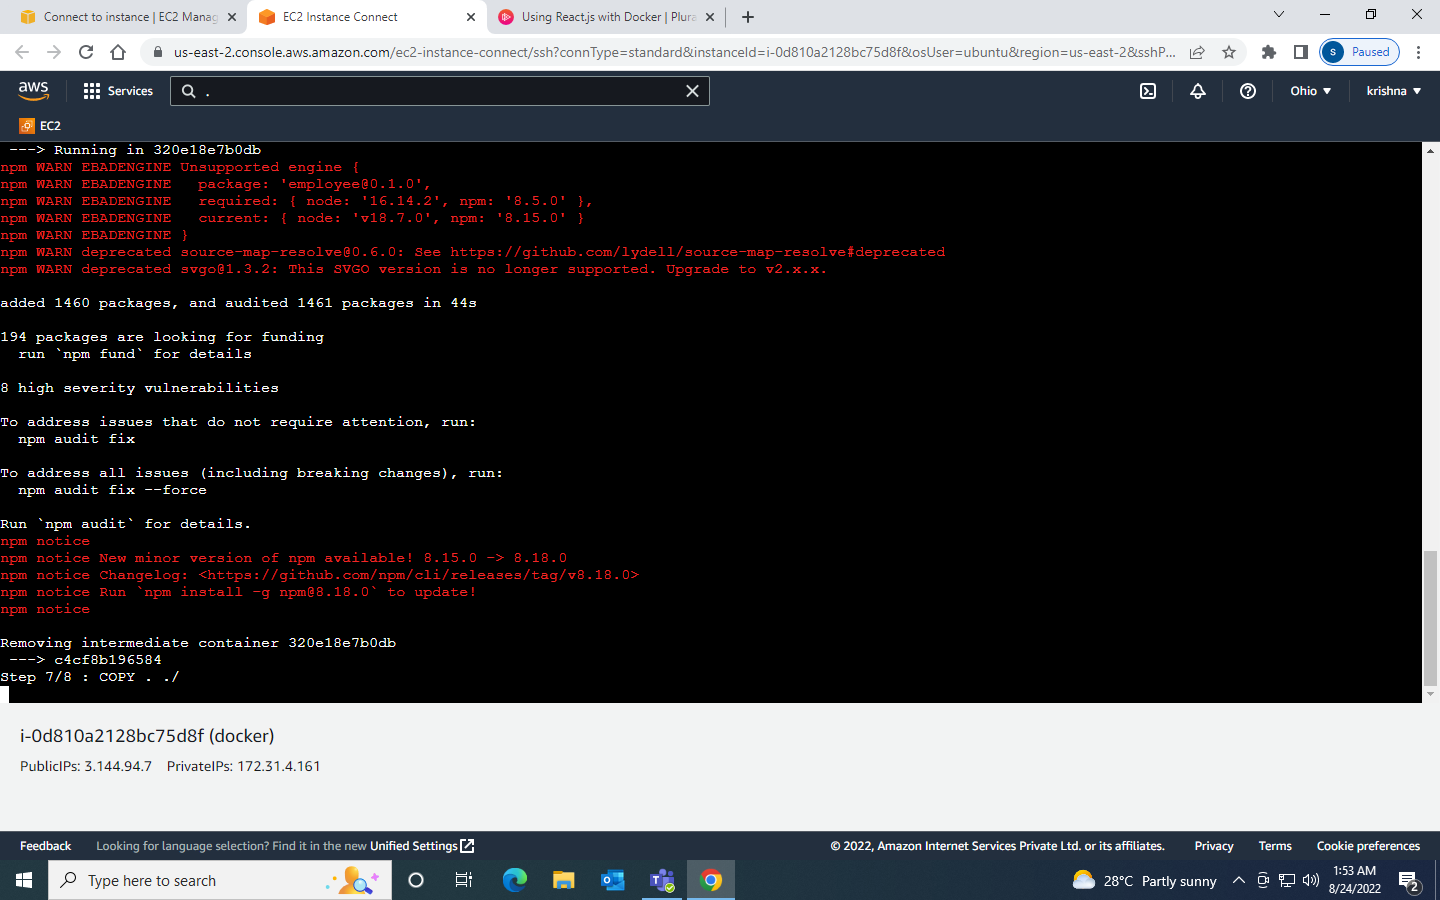 Connect to instance | EC2 Manag
EC2 Instance Connect
Using React.js with Docker | Plura
us-east-2.console.aws.amazon.com/ec2-instance-connect/ssh?connType=standard&instanceId=i-0d810a2128bc75d8f&osUser=ubuntu&region=us-east-2&sshP...
S Paused
aws Services . Ohio krishna
EC2
---> Running in 320e18e7b0db
npm WARN EBADENGINE Unsupported engine {
npm WARN EBADENGINE   package: 'employee@0.1.0',
npm WARN EBADENGINE   required: { node: '16.14.2', npm: '8.5.0' },
npm WARN EBADENGINE   current: { node: 'v18.7.0', npm: '8.15.0' }
npm WARN EBADENGINE }
npm WARN deprecated source-map-resolve@0.6.0: See https://github.com/lydell/source-map-resolve#deprecated
npm WARN deprecated svgo@1.3.2: This SVGO version is no longer supported. Upgrade to v2.x.x.
added 1460 packages, and audited 1461 packages in 44s
194 packages are looking for funding
run `npm fund` for details
8 high severity vulnerabilities
To address issues that do not require attention, run:
npm audit fix
To address all issues (including breaking changes), run:
npm audit fix --force
Run `npm audit` for details.
npm notice
npm notice New minor version of npm available! 8.15.0 -> 8.18.0
npm notice Changelog: <https://github.com/npm/cli/releases/tag/v8.18.0>
npm notice Run `npm install -g npm@8.18.0` to update!
npm notice
Removing intermediate container 320e18e7b0db
---> c4cf8b196584
Step 7/8 : COPY . ./
i-0d810a2128bc75d8f (docker)
PublicIPs: 3.144.94.7 PrivateIPs: 172.31.4.161
Feedback Looking for language selection? Find it in the new Unified Settings © 2022, Amazon Internet Services Private Ltd. or its affiliates. Privacy Terms Cookie preferences
Type here to search
28°C Partly sunny
1:53 AM
8/24/2022
2